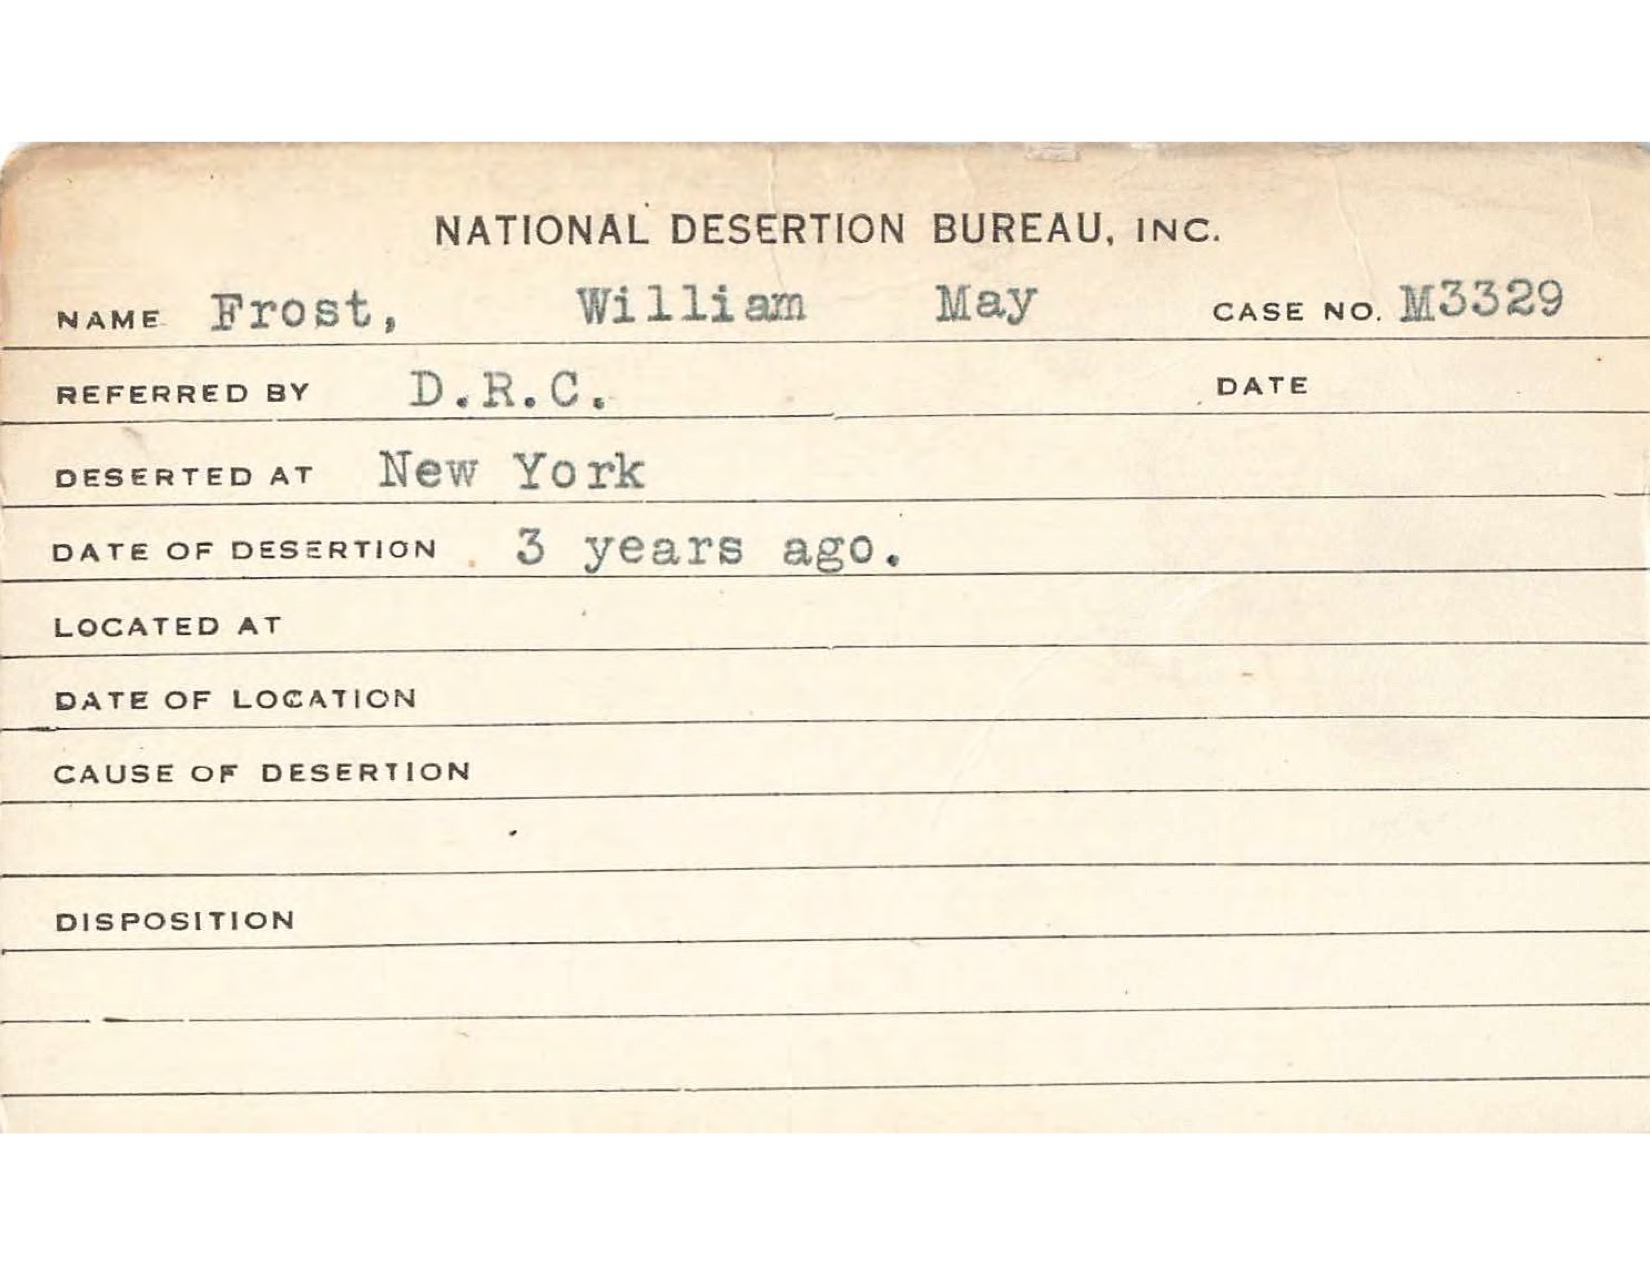 NATIONAL DESERTION BUREAU, INC.
NAME Frost, William May CASE NO. M3329
REFERRED BY D.R.C. DATE
DESERTED AT New York
DATE OF DESERTION 3 years ago.
LOCATED AT
DATE OF LOCATION
CAUSE OF DESERTION
DISPOSITION